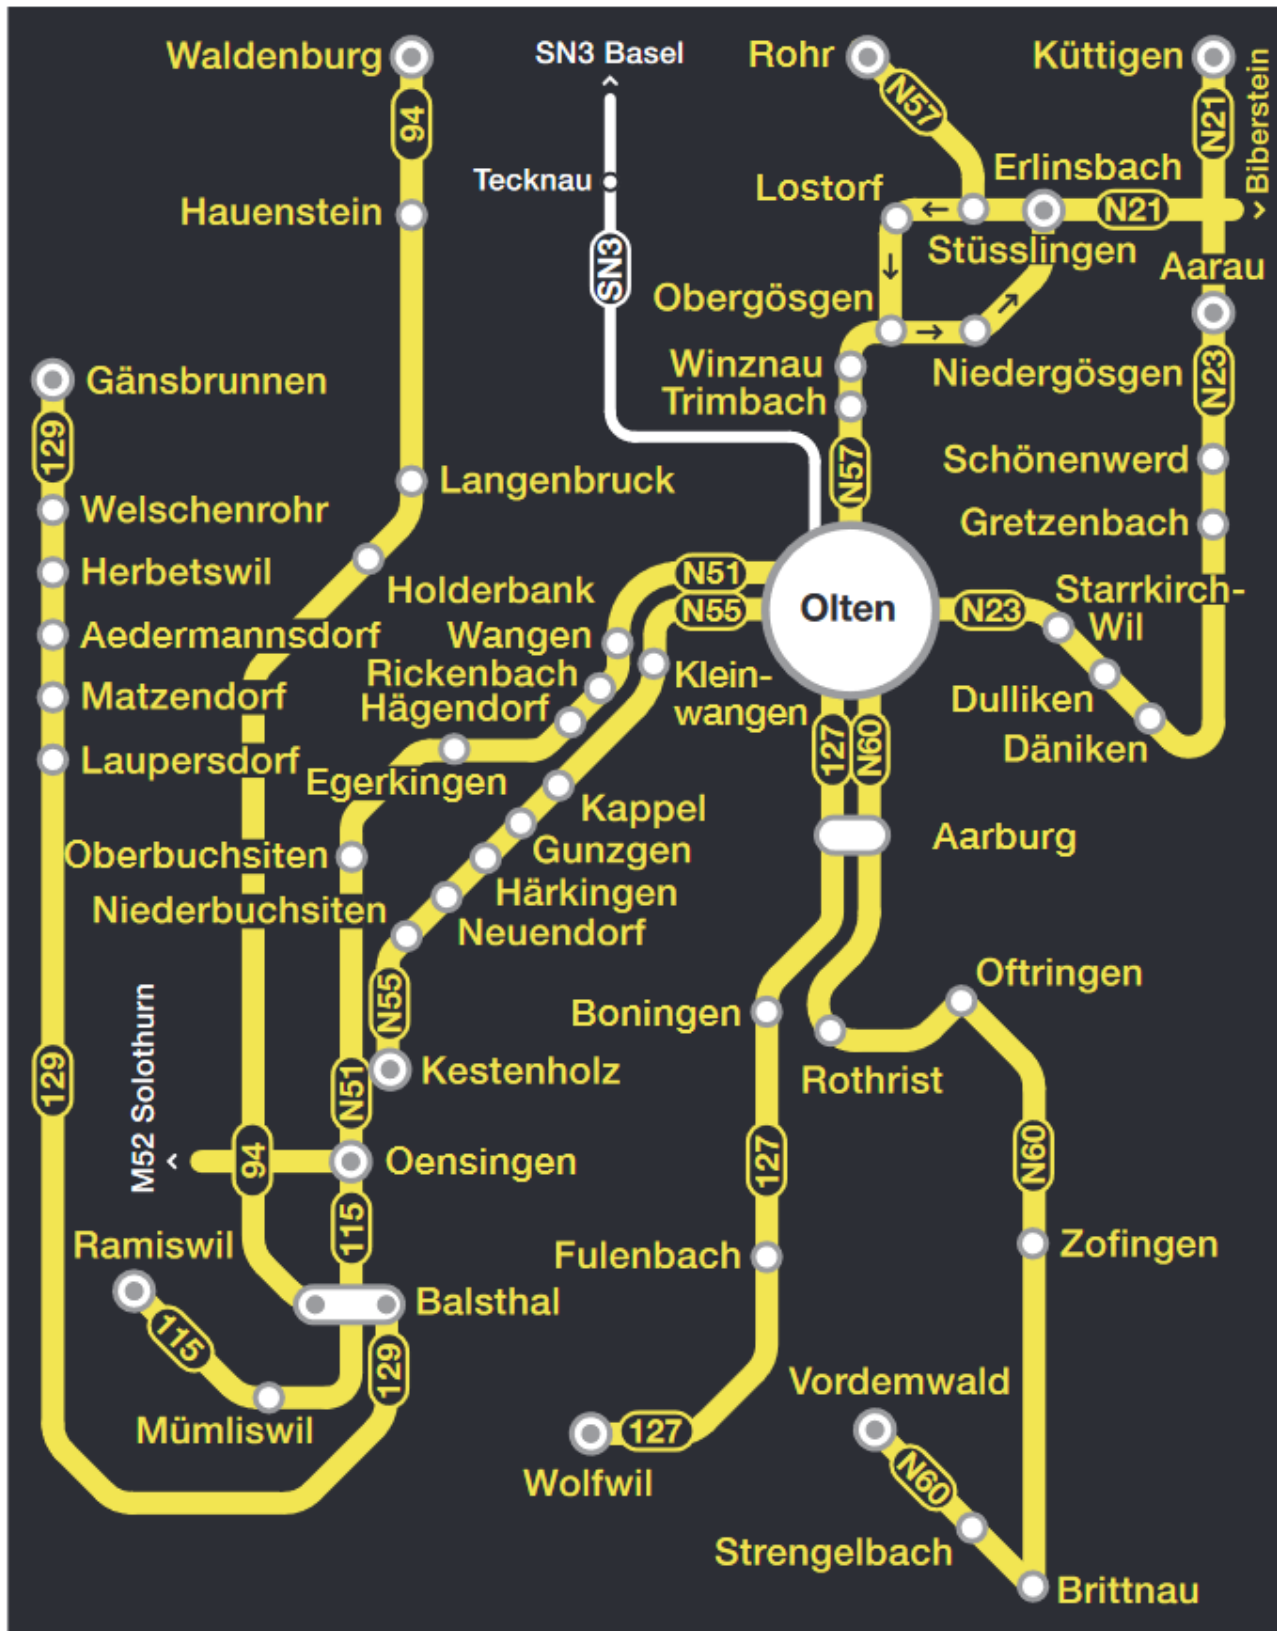 Waldenburg
SN3 Basel
Rohr
Küttigen
94
N57
N21
Biberstein
Tecknau
Erlinsbach
Lostorf
Hauenstein
N21
SN3
Stüsslingen
Aarau
Obergösgen
Winznau
Niedergösgen
N23
Gänsbrunnen
Trimbach
129
N57
Schönenwerd
Langenbruck
Welschenrohr
Gretzenbach
Herbetswil
Holderbank
N51
N55
Olten
N23
Starrkirch-
Wil
Aedermannsdorf
Wangen
Rickenbach
Klein-
wangen
Matzendorf
Hägendorf
Dulliken
Däniken
127
N60
Laupersdorf
Egerkingen
Kappel
Aarburg
Oberbuchsiten
Gunzgen
Härkingen
Niederbuchsiten
Neuendorf
Oftringen
N55
Boningen
M52 Solothurn
129
N51
Kestenholz
Rothrist
94
Oensingen
127
N60
115
Ramiswil
Fulenbach
Zofingen
Balsthal
115
129
Vordemwald
Mümliswil
127
Wolfwil
N60
Strengelbach
Brittnau